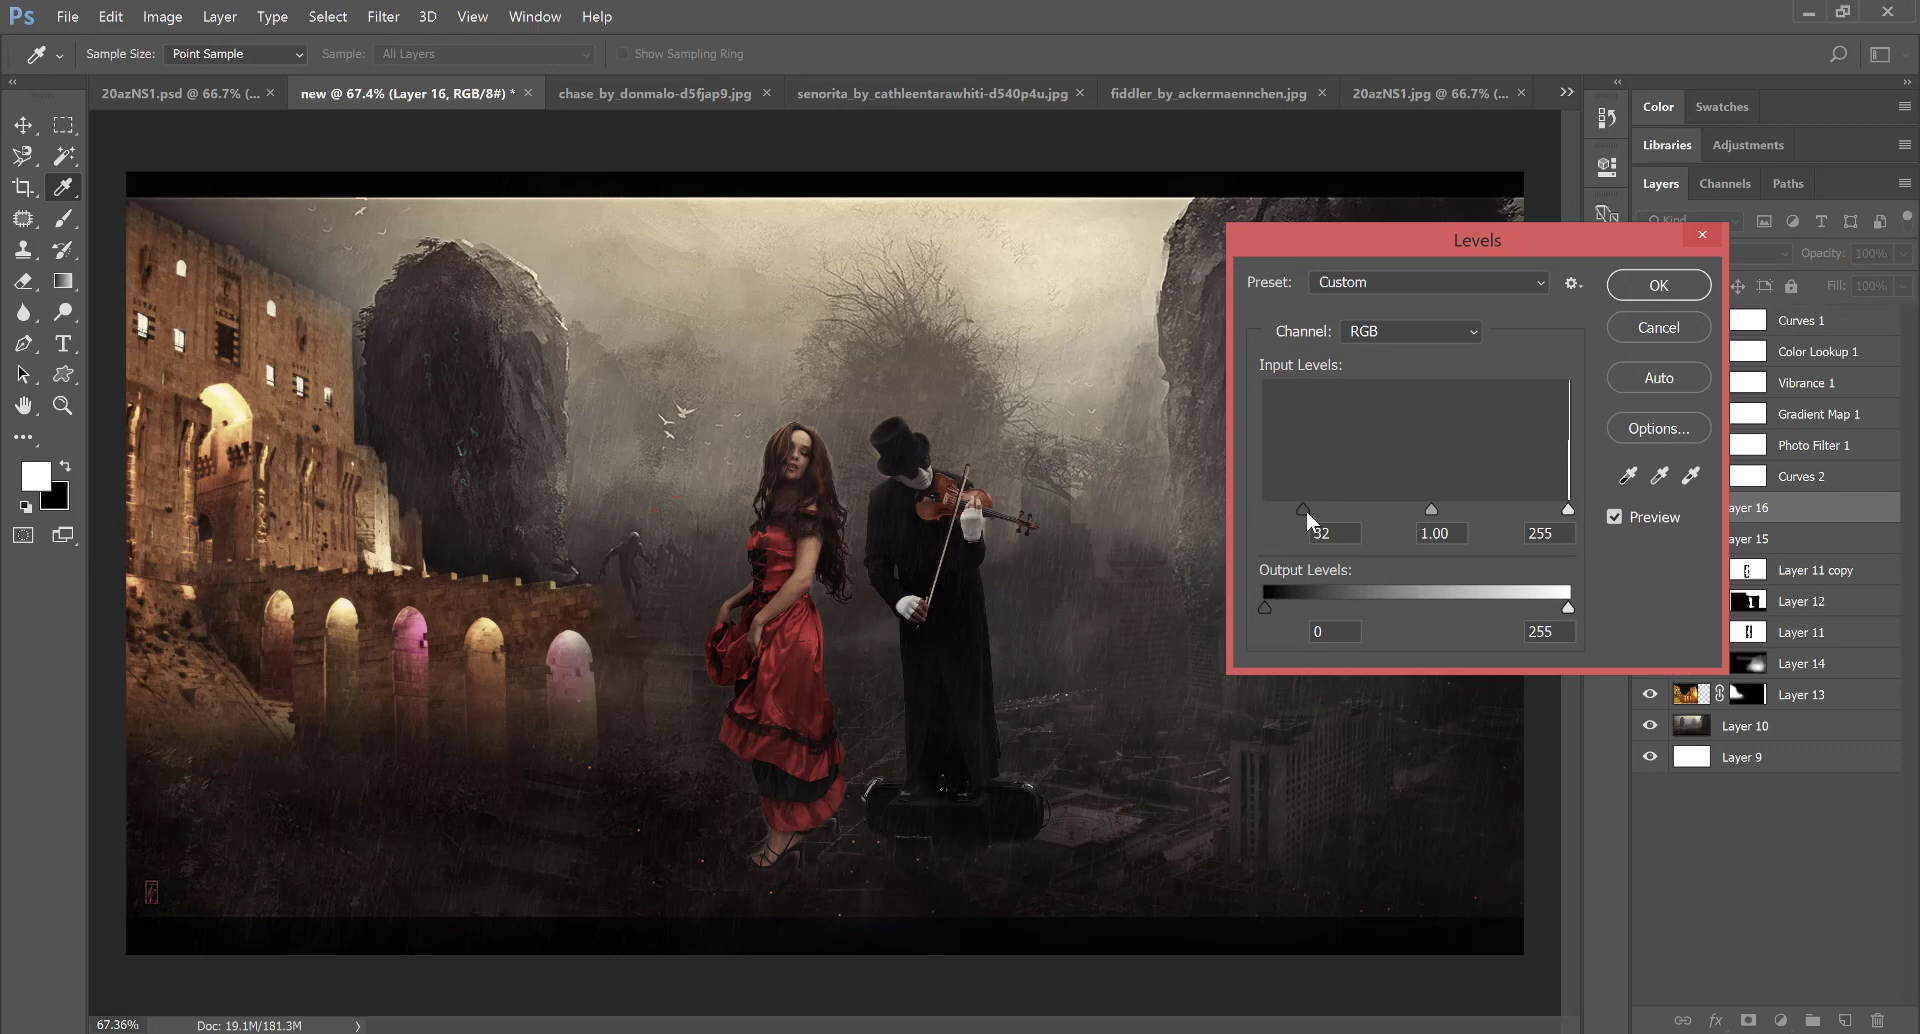 Ps File Edit Image Layer Type Select Filter 3D View Window Help
Sample Size: Point Sample Sample: All Layers Show Sampling Ring
20azNS1.psd @ 66.7% (... × new @ 67.4% (Layer 16, RGB/8#) * × chase_by_donmalo-d5fjap9.jpg × senorita_by_cathleentarawhiti-d540p4u.jpg × fiddler_by_ackermaennchen.jpg × 20azNS1.jpg @ 66.7% (... ×
Color Swatches
Libraries Adjustments
Layers Channels Paths
Kind
Opacity: 100%
Fill: 100%
Levels
Preset: Custom
OK
Channel: RGB
Cancel
Input Levels:
Auto
Options...
32 1.00 255
Preview
Output Levels:
0 255
Curves 1
Color Lookup 1
Vibrance 1
Gradient Map 1
Photo Filter 1
Curves 2
ayer 16
ayer 15
Layer 11 copy
Layer 12
Layer 11
Layer 14
Layer 13
Layer 10
Layer 9
67.36% Doc: 19.1M/181.3M
fx